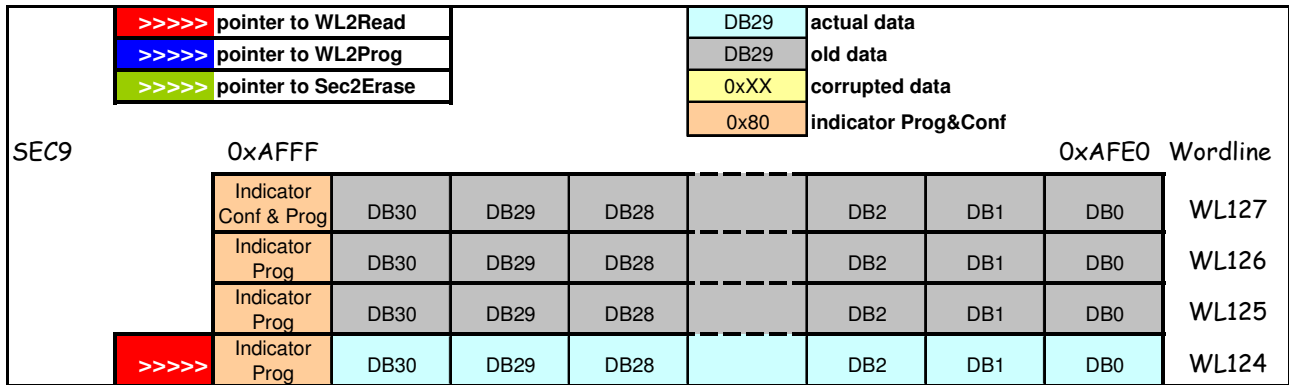 >>>>> pointer to WL2Read DB29 actual data
>>>>> pointer to WL2Prog DB29 old data
>>>>> pointer to Sec2Erase 0xXX corrupted data
0x80 indicator Prog&Conf
SEC9 0xAFFF 0xAFE0 Wordline
Indicator
Conf & Prog DB30 DB29 DB28 DB2 DB1 DB0 WL127
Indicator
Prog DB30 DB29 DB28 DB2 DB1 DB0 WL126
Indicator
Prog DB30 DB29 DB28 DB2 DB1 DB0 WL125
Indicator
>>>>> Prog DB30 DB29 DB28 DB2 DB1 DB0 WL124